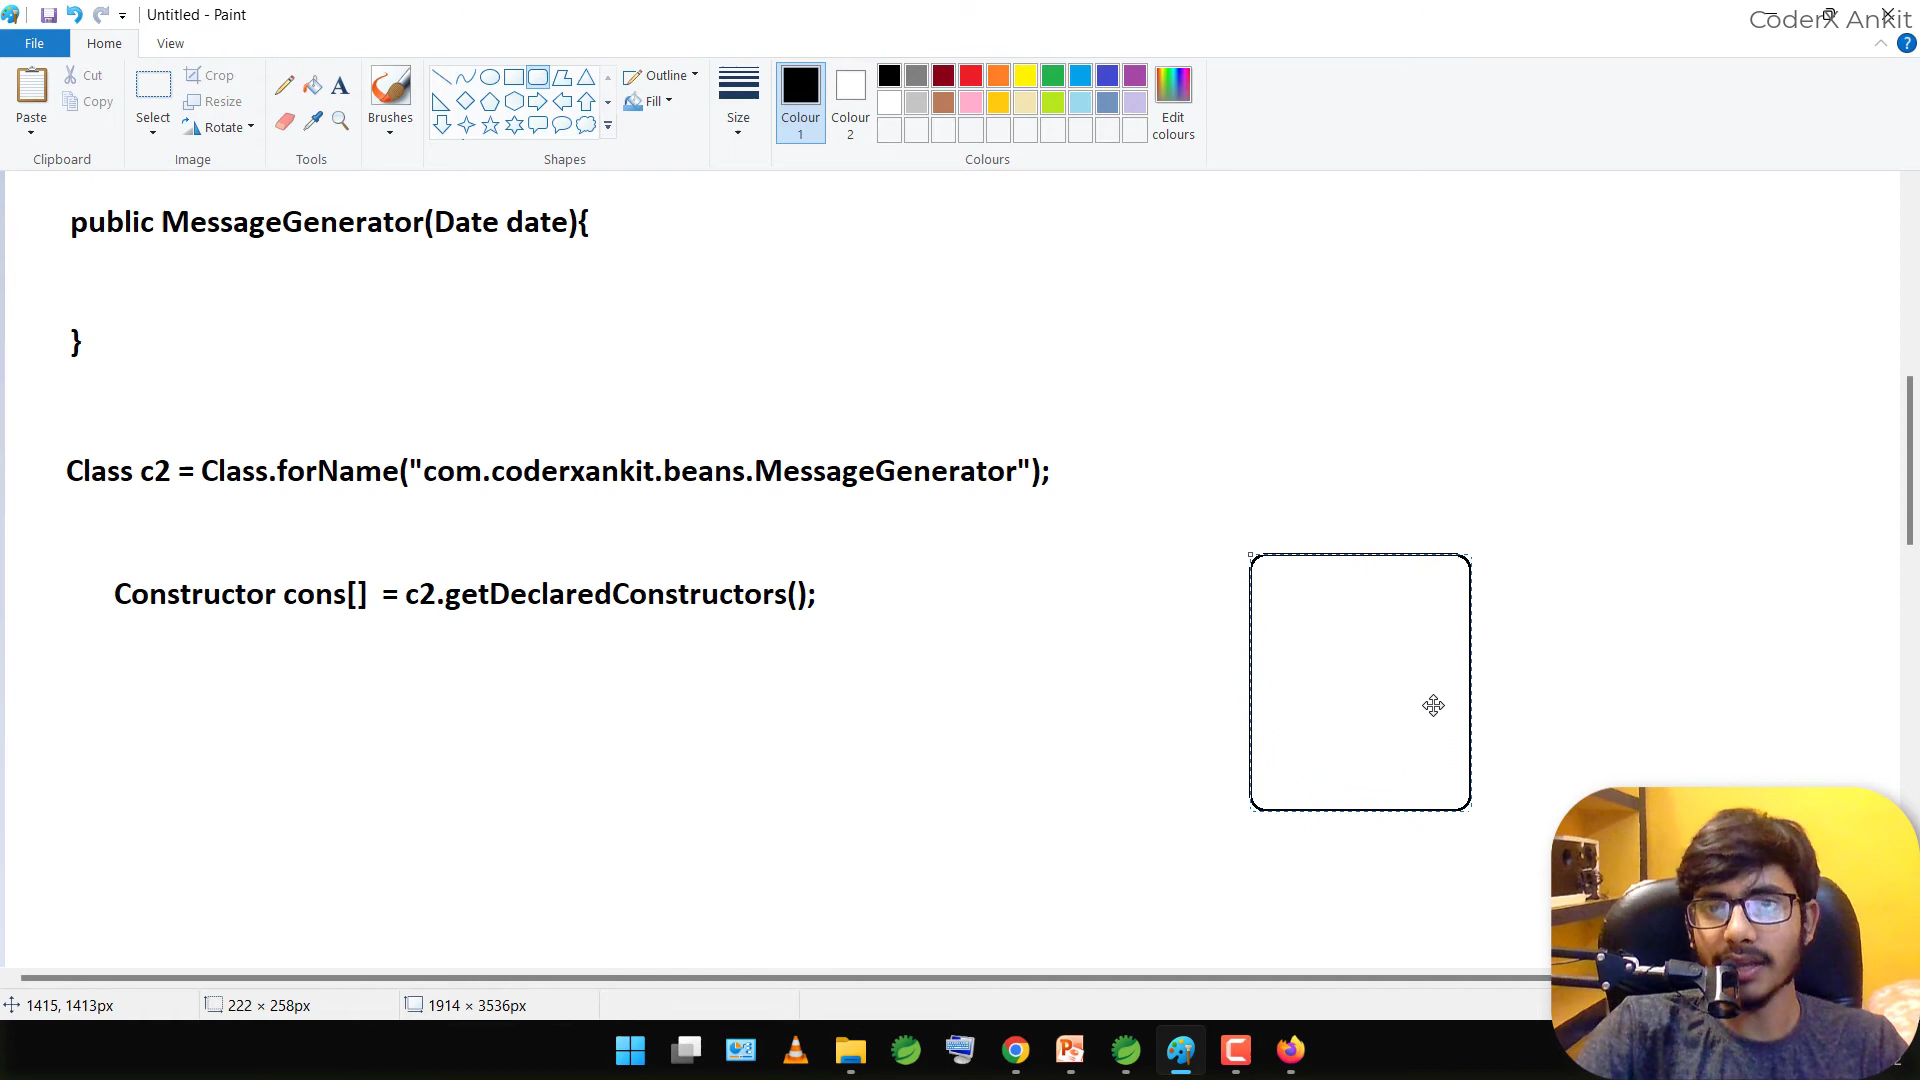 Untitled - Paint
CoderX Ankit
File
Home
View
Paste
Cut
Copy
Clipboard
Select
Crop
Resize
Rotate
Image
Tools
Brushes
Shapes
Outline
Fill
Size
Colour 1
Colour 2
Edit colours
Colours
public MessageGenerator(Date date){
}
Class c2 = Class.forName("com.coderxankit.beans.MessageGenerator");
Constructor cons[] = c2.getDeclaredConstructors();
1415, 1413px
222 × 258px
1914 × 3536px